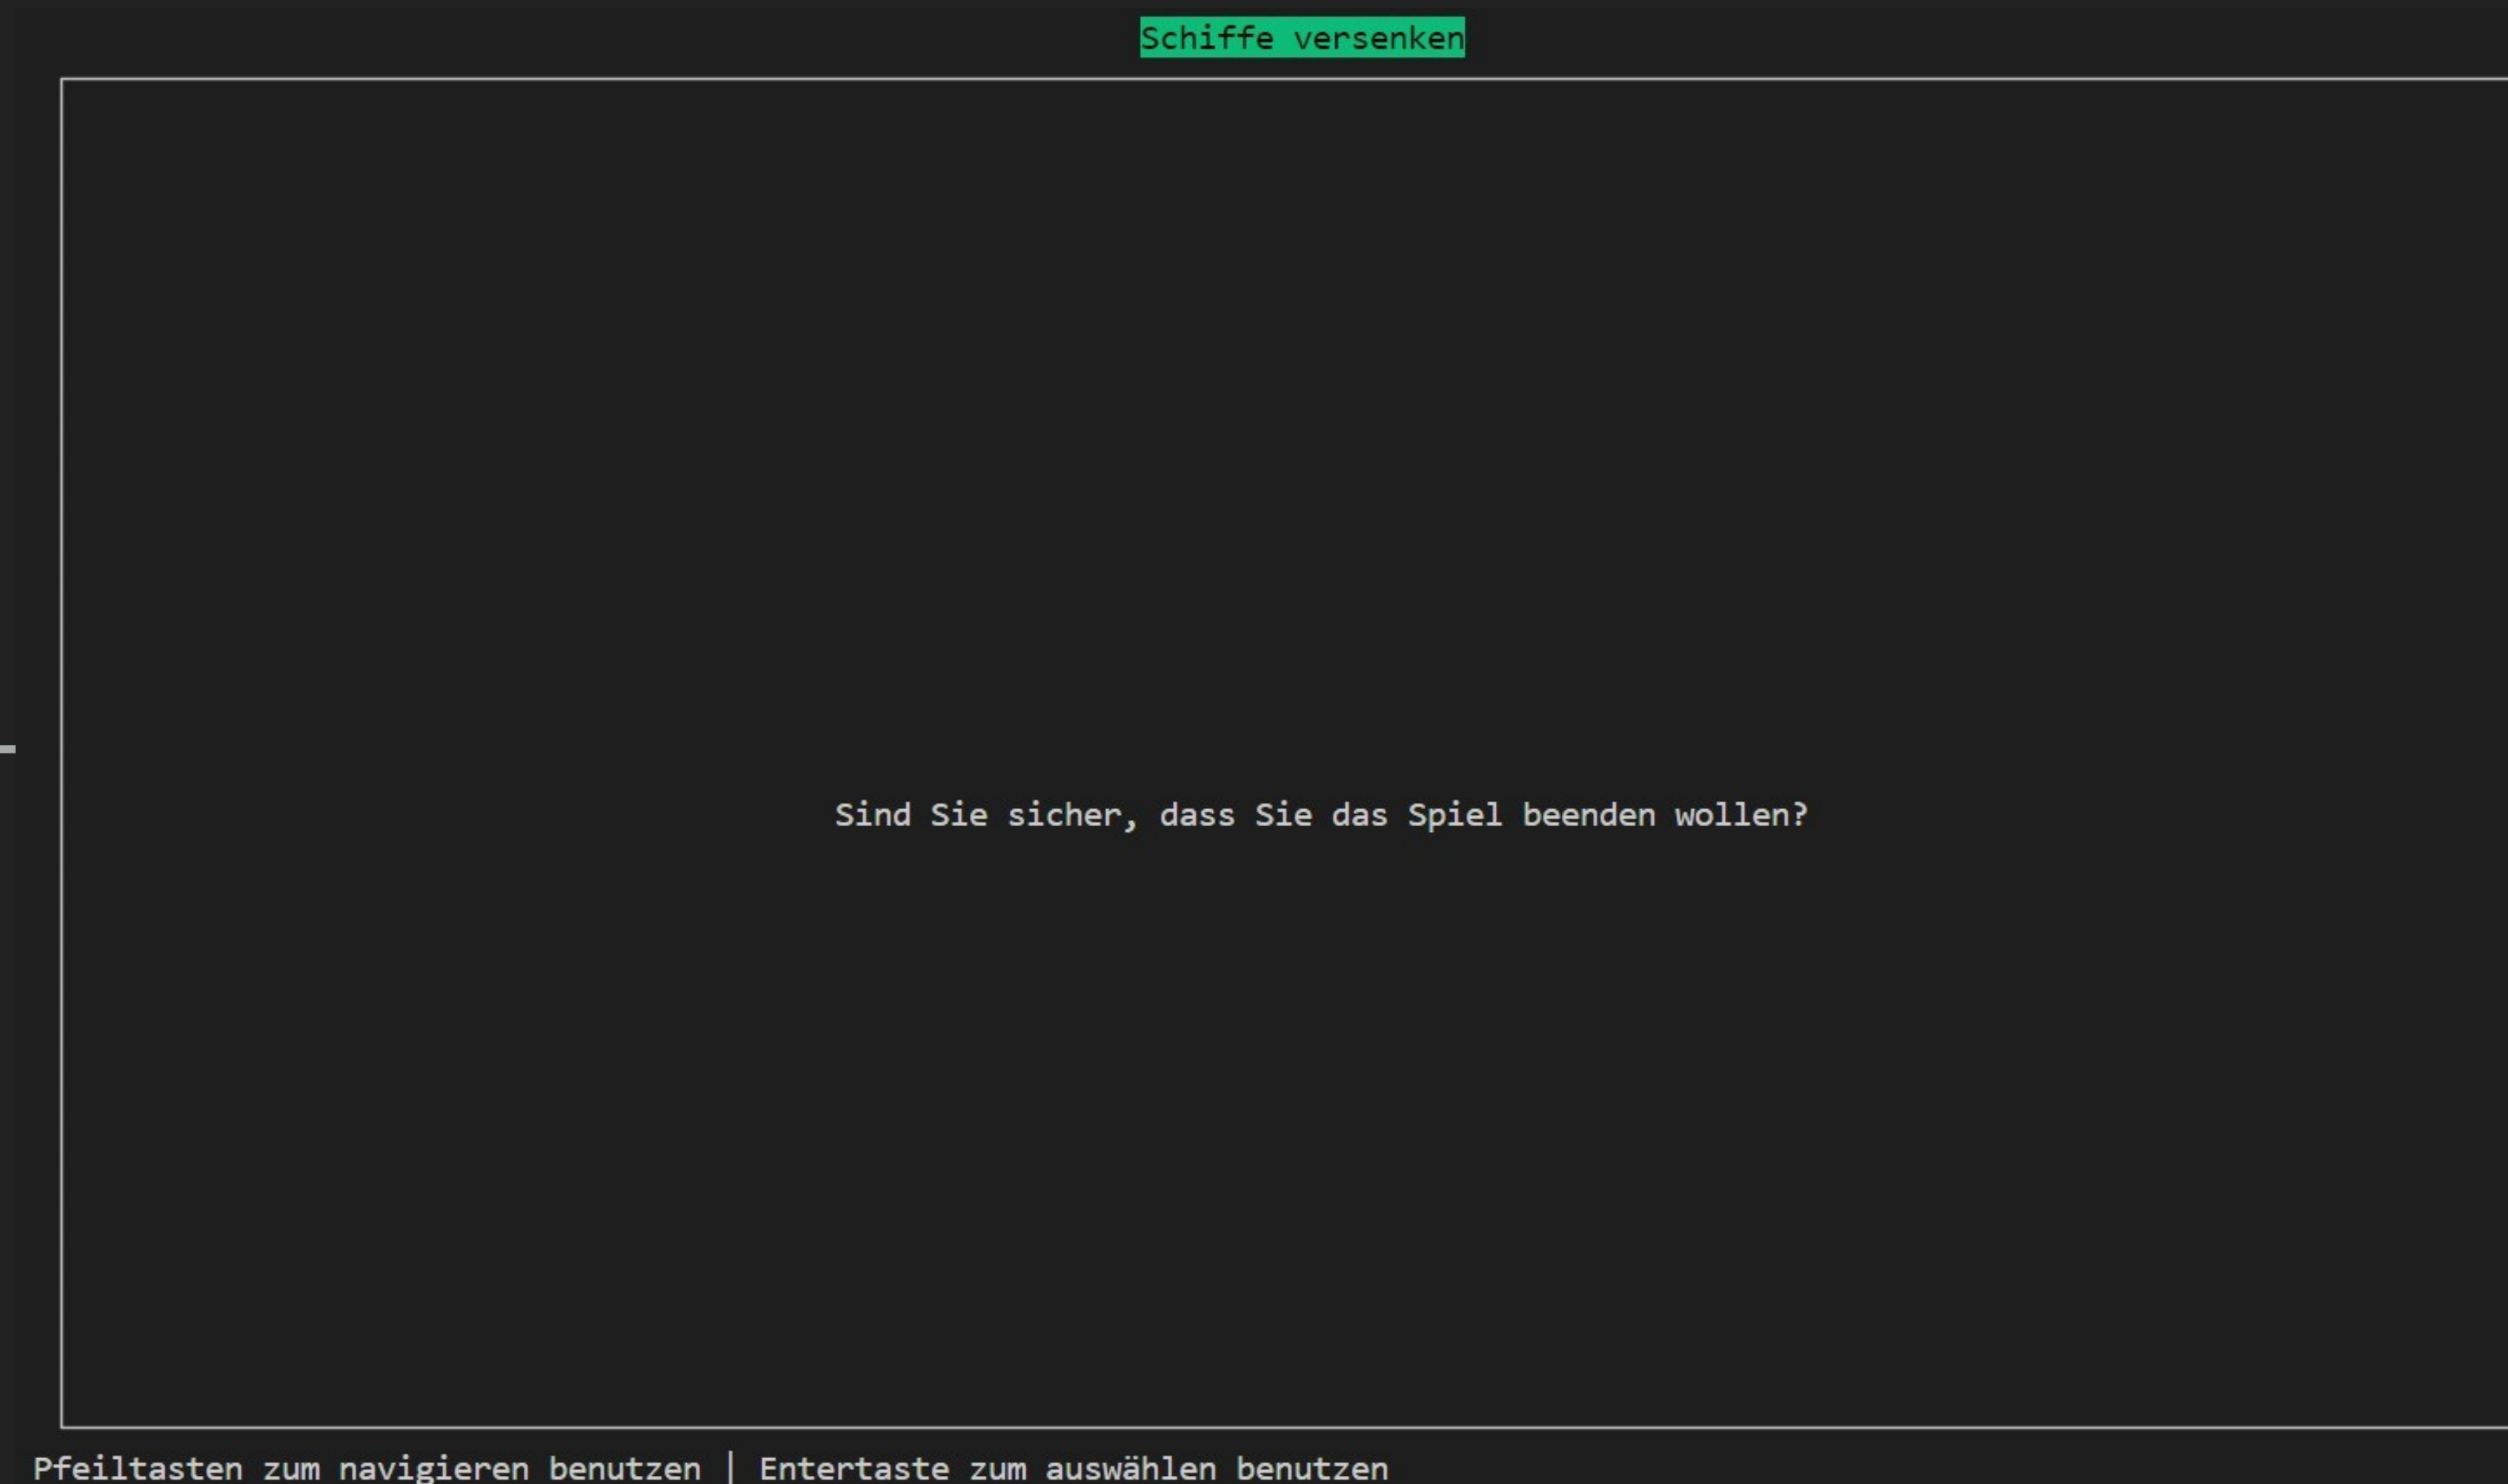 Schiffe versenken
Sind Sie sicher, dass Sie das Spiel beenden wollen?
Pfeiltasten zum navigieren benutzen | Entertaste zum auswählen benutzen